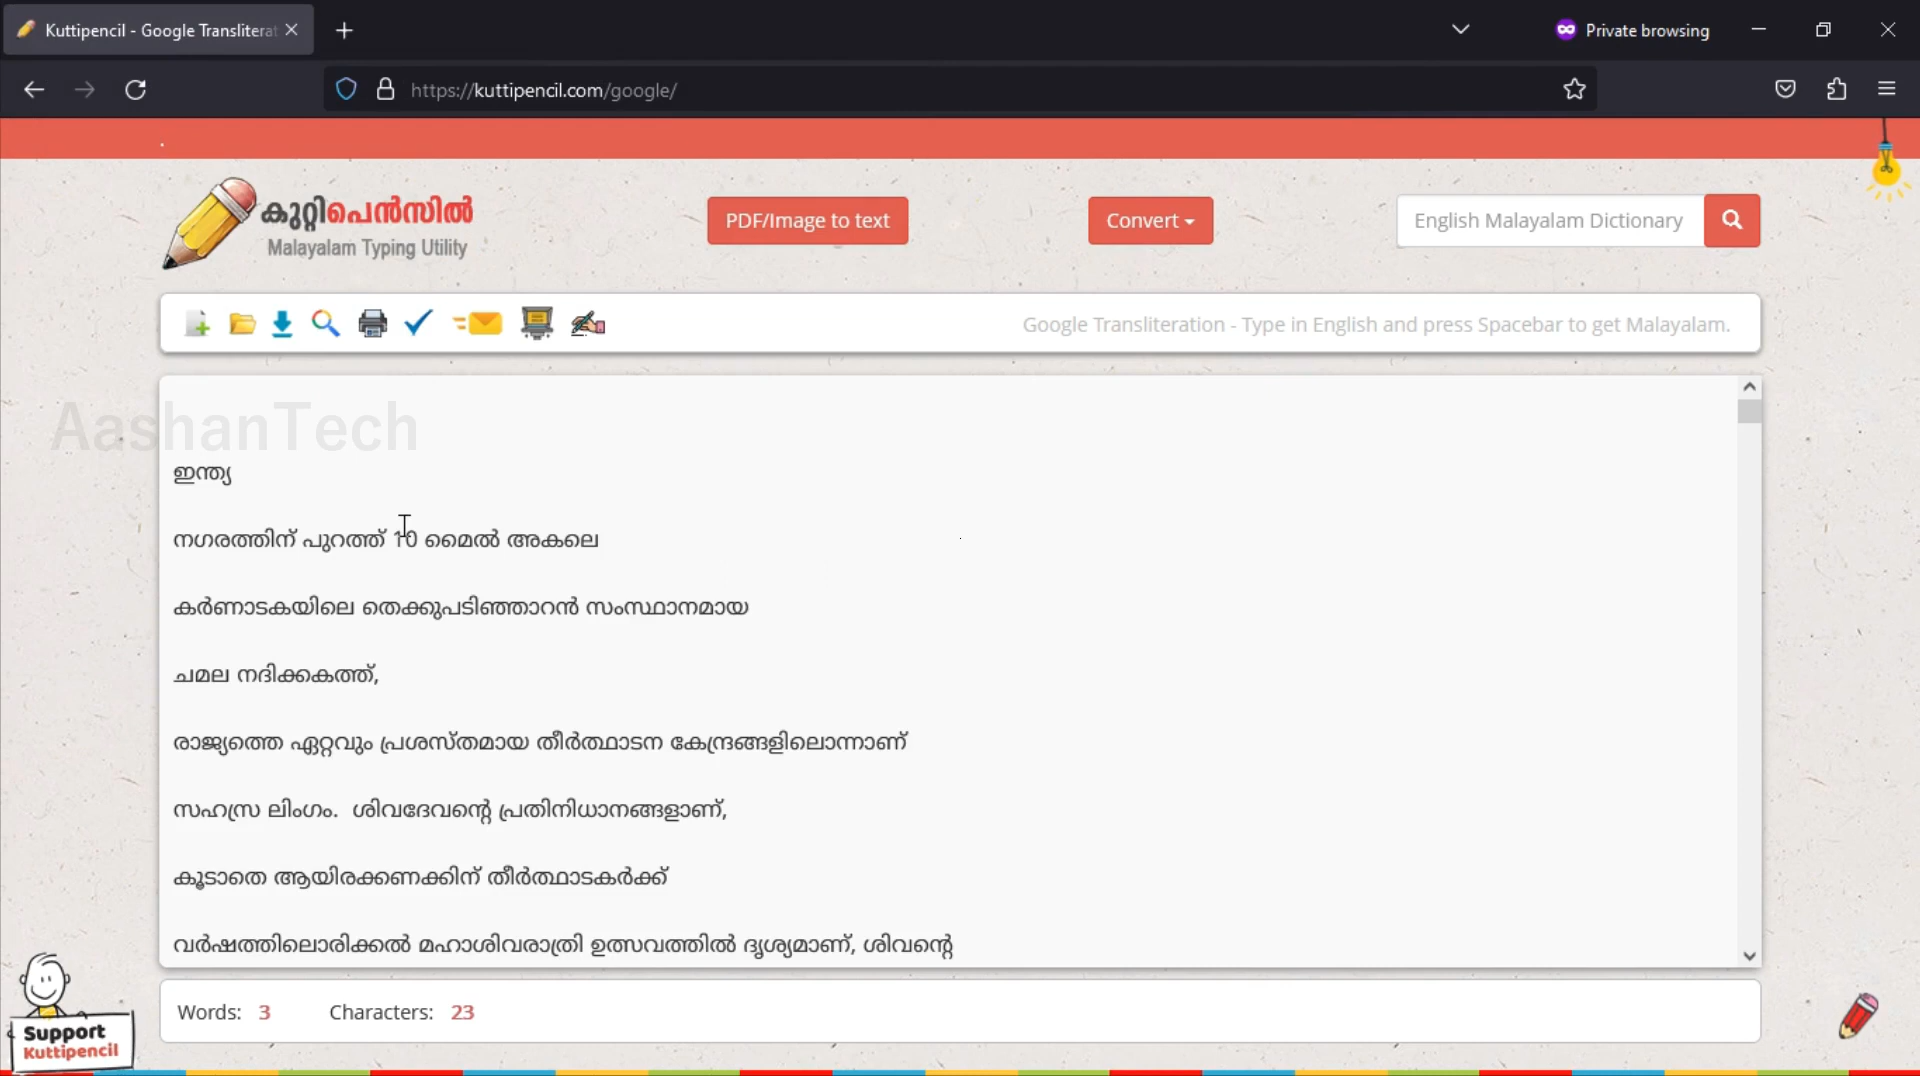 Kuttipencil - Google Translitera
Private browsing
https://kuttipencil.com/google/
കുറ്റിപെൻസിൽ
Malayalam Typing Utility
PDF/Image to text
Convert
English Malayalam Dictionary
Google Transliteration - Type in English and press Spacebar to get Malayalam.
AashanTech
ഇന്ത്യ
നഗരത്തിന് പുറത്ത് 10 മൈൽ അകലെ
കർണാടകയിലെ തെക്കുപടിഞ്ഞാറൻ സംസ്ഥാനമായ
ചമല നദിക്കകത്ത്,
രാജ്യത്തെ ഏറ്റവും പ്രശസ്തമായ തീർത്ഥാടന കേന്ദ്രങ്ങളിലൊന്നാണ്
സഹസ്ര ലിംഗം. ശിവദേവന്റെ പ്രതിനിധാനങ്ങളാണ്,
കൂടാതെ ആയിരക്കണക്കിന് തീർത്ഥാടകർക്ക്
വർഷത്തിലൊരിക്കൽ മഹാശിവരാത്രി ഉത്സവത്തിൽ ദൃശ്യമാണ്, ശിവന്റെ
Words: 3 Characters: 23
Support
Kuttipencil